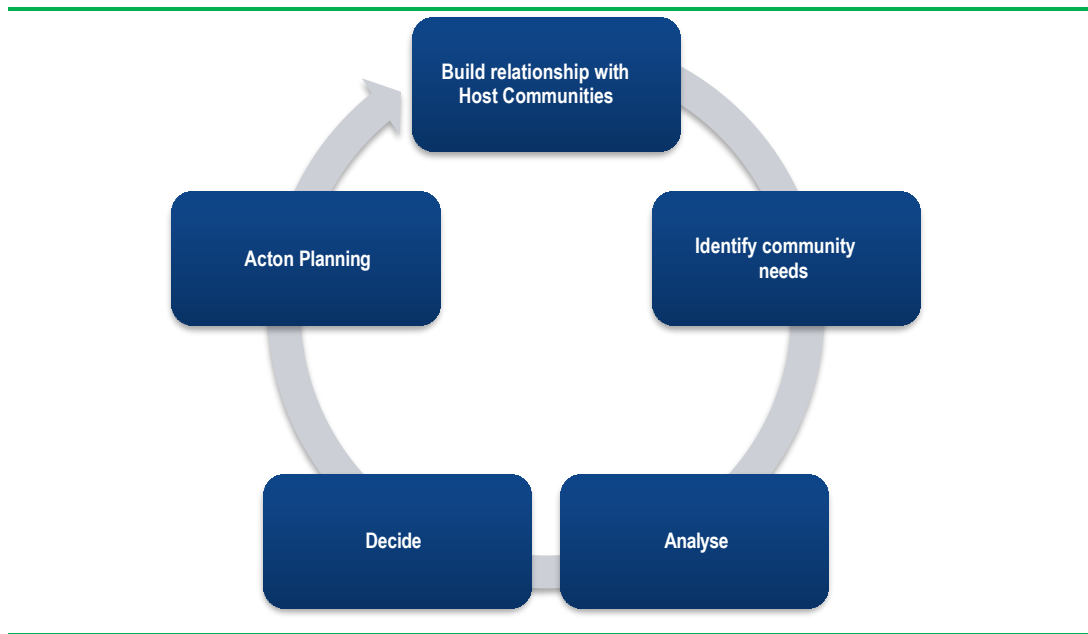 Build relationship with
Host Communities
Identify community
needs
Analyse
Decide
Acton Planning